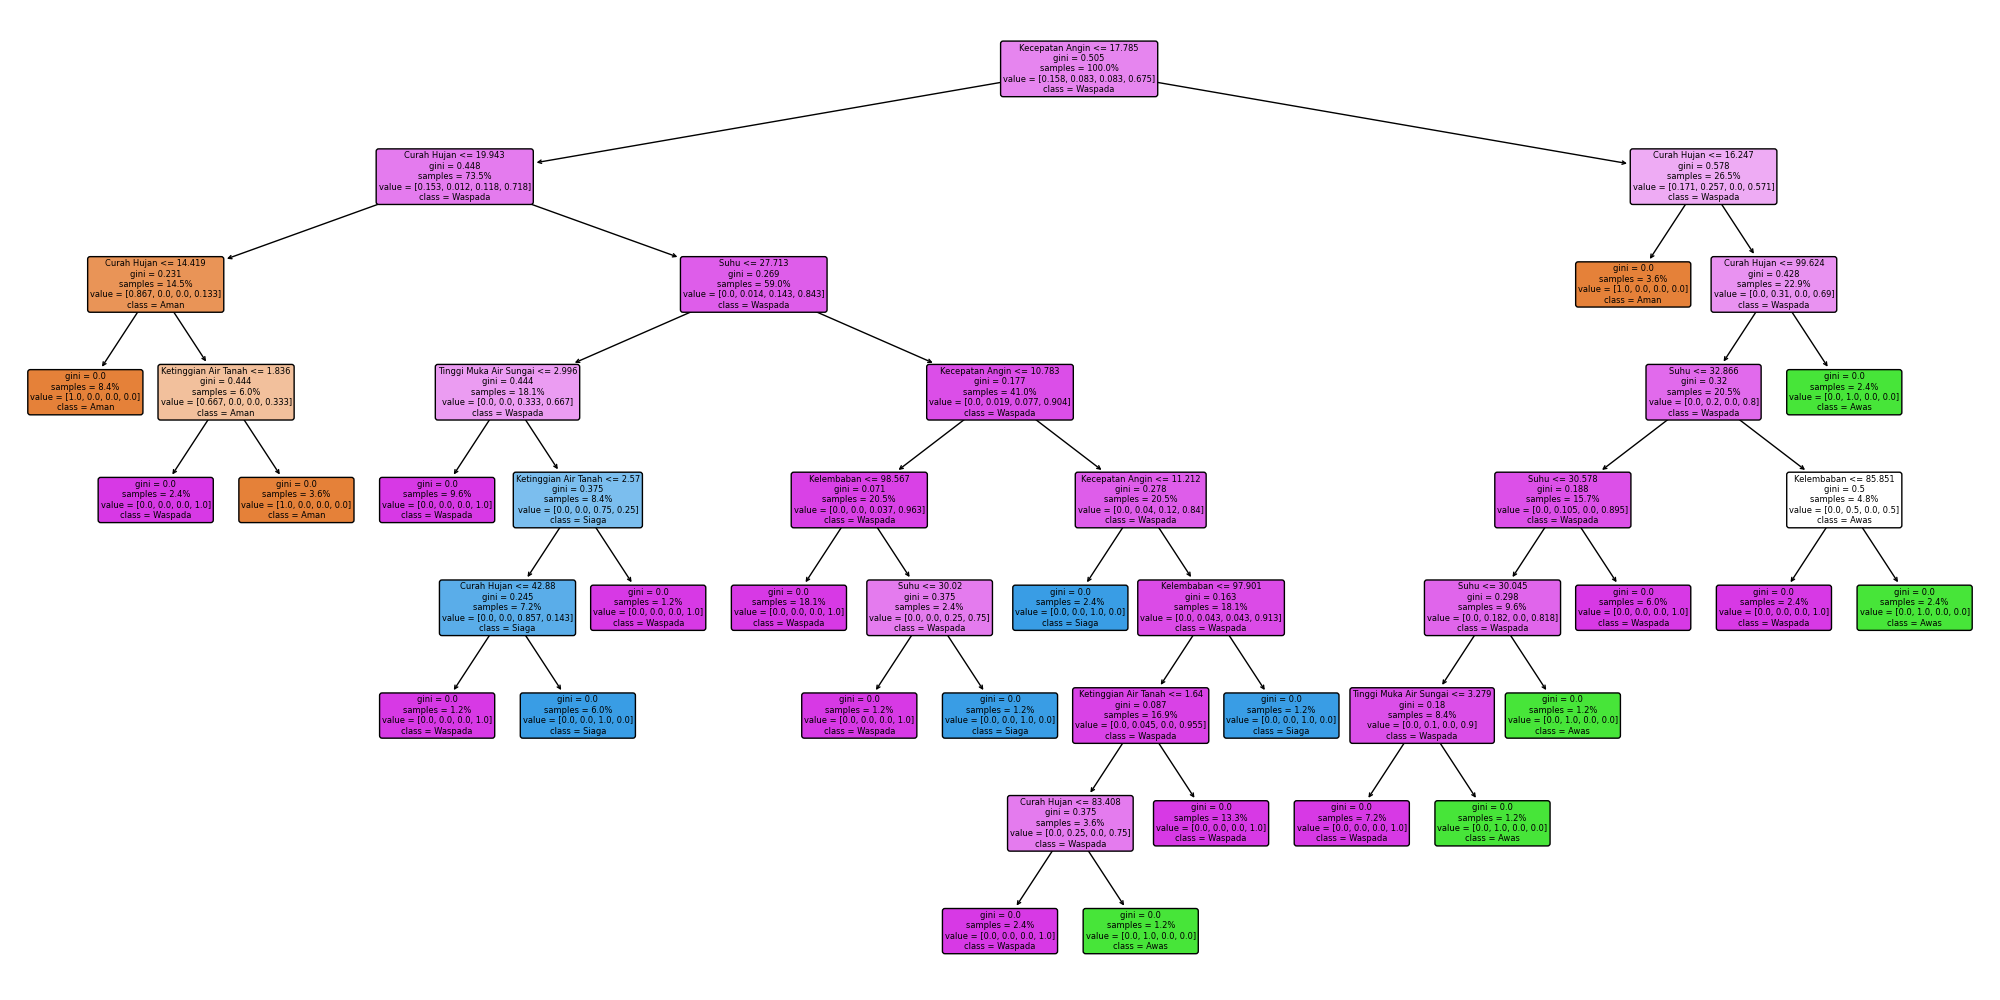 Kecepatan Angin <= 17.785
gini = 0.505
samples = 100.0%
value = [0.158, 0.083, 0.083, 0.675]
class = Waspada
Curah Hujan <= 19.943
gini = 0.448
samples = 73.5%
value = [0.153, 0.012, 0.118, 0.718]
class = Waspada
Curah Hujan <= 16.247
gini = 0.578
samples = 26.5%
value = [0.171, 0.257, 0.0, 0.571]
class = Waspada
Curah Hujan <= 14.419
gini = 0.231
samples = 14.5%
value = [0.867, 0.0, 0.0, 0.133]
class = Aman
Suhu <= 27.713
gini = 0.269
samples = 59.0%
value = [0.0, 0.014, 0.143, 0.843]
class = Waspada
gini = 0.0
samples = 3.6%
value = [1.0, 0.0, 0.0, 0.0]
class = Aman
Curah Hujan <= 99.624
gini = 0.428
samples = 22.9%
value = [0.0, 0.31, 0.0, 0.69]
class = Waspada
gini = 0.0
samples = 8.4%
value = [1.0, 0.0, 0.0, 0.0]
class = Aman
Ketinggian Air Tanah <= 1.836
gini = 0.444
samples = 6.0%
value = [0.667, 0.0, 0.0, 0.333]
class = Aman
Tinggi Muka Air Sungai <= 2.996
gini = 0.444
samples = 18.1%
value = [0.0, 0.0, 0.333, 0.667]
class = Waspada
Kecepatan Angin <= 10.783
gini = 0.177
samples = 41.0%
value = [0.0, 0.019, 0.077, 0.904]
class = Waspada
Suhu <= 32.866
gini = 0.32
samples = 20.5%
value = [0.0, 0.2, 0.0, 0.8]
class = Waspada
gini = 0.0
samples = 2.4%
value = [0.0, 1.0, 0.0, 0.0]
class = Awas
gini = 0.0
samples = 2.4%
value = [0.0, 0.0, 0.0, 1.0]
class = Waspada
gini = 0.0
samples = 3.6%
value = [1.0, 0.0, 0.0, 0.0]
class = Aman
gini = 0.0
samples = 9.6%
value = [0.0, 0.0, 0.0, 1.0]
class = Waspada
Ketinggian Air Tanah <= 2.57
gini = 0.375
samples = 8.4%
value = [0.0, 0.0, 0.75, 0.25]
class = Siaga
Kelembaban <= 98.567
gini = 0.071
samples = 20.5%
value = [0.0, 0.0, 0.037, 0.963]
class = Waspada
Kecepatan Angin <= 11.212
gini = 0.278
samples = 20.5%
value = [0.0, 0.04, 0.12, 0.84]
class = Waspada
Suhu <= 30.578
gini = 0.188
samples = 15.7%
value = [0.0, 0.105, 0.0, 0.895]
class = Waspada
Kelembaban <= 85.851
gini = 0.5
samples = 4.8%
value = [0.0, 0.5, 0.0, 0.5]
class = Awas
Curah Hujan <= 42.88
gini = 0.245
samples = 7.2%
value = [0.0, 0.0, 0.857, 0.143]
class = Siaga
gini = 0.0
samples = 1.2%
value = [0.0, 0.0, 0.0, 1.0]
class = Waspada
gini = 0.0
samples = 18.1%
value = [0.0, 0.0, 0.0, 1.0]
class = Waspada
Suhu <= 30.02
gini = 0.375
samples = 2.4%
value = [0.0, 0.0, 0.25, 0.75]
class = Waspada
gini = 0.0
samples = 2.4%
value = [0.0, 0.0, 1.0, 0.0]
class = Siaga
Kelembaban <= 97.901
gini = 0.163
samples = 18.1%
value = [0.0, 0.043, 0.043, 0.913]
class = Waspada
Suhu <= 30.045
gini = 0.298
samples = 9.6%
value = [0.0, 0.182, 0.0, 0.818]
class = Waspada
gini = 0.0
samples = 6.0%
value = [0.0, 0.0, 0.0, 1.0]
class = Waspada
gini = 0.0
samples = 2.4%
value = [0.0, 0.0, 0.0, 1.0]
class = Waspada
gini = 0.0
samples = 2.4%
value = [0.0, 1.0, 0.0, 0.0]
class = Awas
gini = 0.0
samples = 1.2%
value = [0.0, 0.0, 0.0, 1.0]
class = Waspada
gini = 0.0
samples = 6.0%
value = [0.0, 0.0, 1.0, 0.0]
class = Siaga
gini = 0.0
samples = 1.2%
value = [0.0, 0.0, 0.0, 1.0]
class = Waspada
gini = 0.0
samples = 1.2%
value = [0.0, 0.0, 1.0, 0.0]
class = Siaga
Ketinggian Air Tanah <= 1.64
gini = 0.087
samples = 16.9%
value = [0.0, 0.045, 0.0, 0.955]
class = Waspada
gini = 0.0
samples = 1.2%
value = [0.0, 0.0, 1.0, 0.0]
class = Siaga
Tinggi Muka Air Sungai <= 3.279
gini = 0.18
samples = 8.4%
value = [0.0, 0.1, 0.0, 0.9]
class = Waspada
gini = 0.0
samples = 1.2%
value = [0.0, 1.0, 0.0, 0.0]
class = Awas
Curah Hujan <= 83.408
gini = 0.375
samples = 3.6%
value = [0.0, 0.25, 0.0, 0.75]
class = Waspada
gini = 0.0
samples = 13.3%
value = [0.0, 0.0, 0.0, 1.0]
class = Waspada
gini = 0.0
samples = 7.2%
value = [0.0, 0.0, 0.0, 1.0]
class = Waspada
gini = 0.0
samples = 1.2%
value = [0.0, 1.0, 0.0, 0.0]
class = Awas
gini = 0.0
samples = 2.4%
value = [0.0, 0.0, 0.0, 1.0]
class = Waspada
gini = 0.0
samples = 1.2%
value = [0.0, 1.0, 0.0, 0.0]
class = Awas